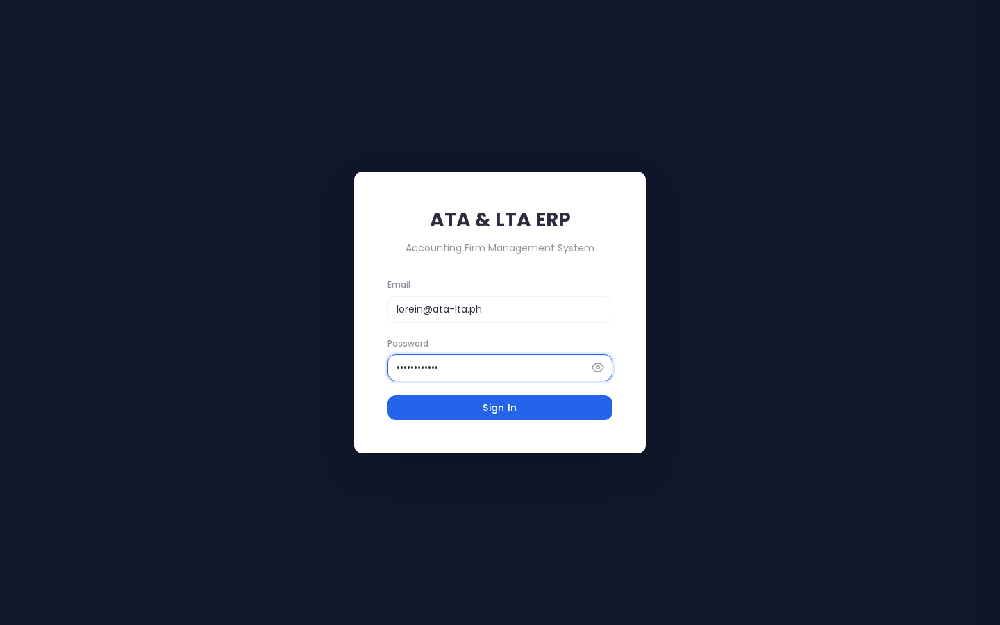 ATA & LTA ERP
Accounting Firm Management System
Email
lorein@ata-lta.ph
Password
••••••••••••
Sign In